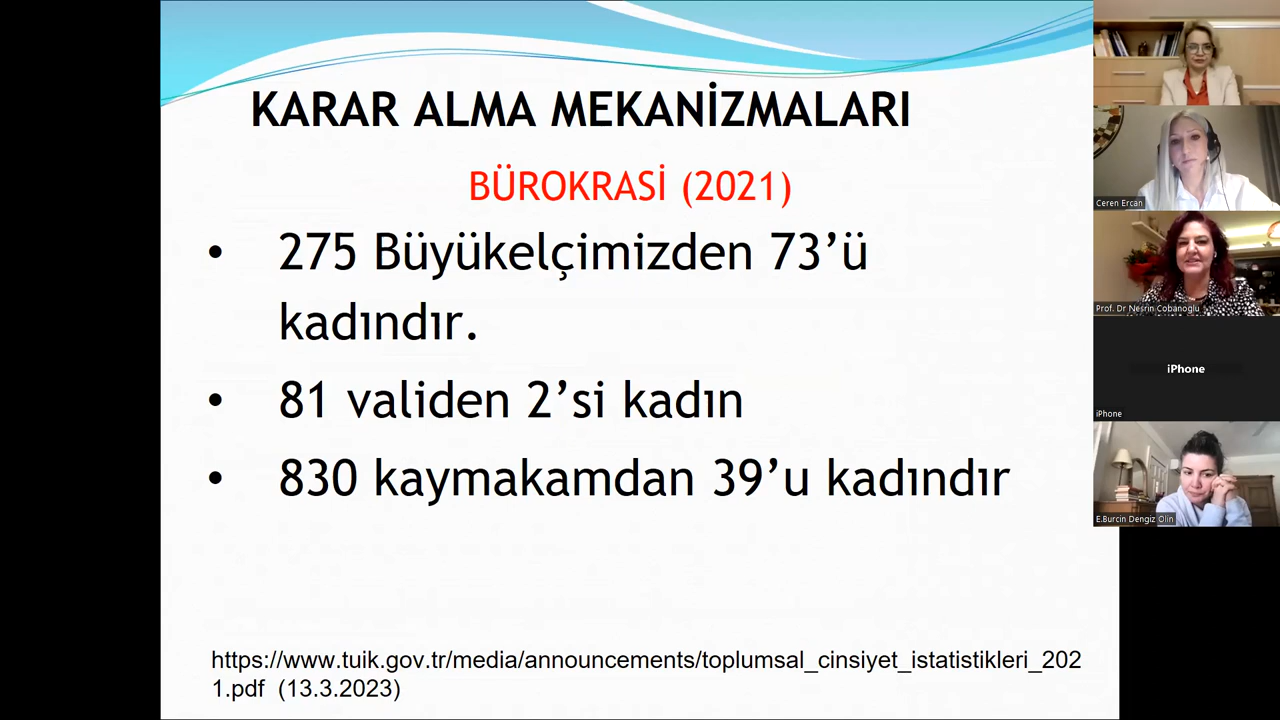 KARAR ALMA MEKANİZMALARI
BÜROKRASİ (2021)
• 275 Büyükelçimizden 73’ü
kadındır.
• 81 validen 2’si kadın
• 830 kaymakamdan 39’u kadındır
https://www.tuik.gov.tr/media/announcements/toplumsal_cinsiyet_istatistikleri_202
1.pdf (13.3.2023)
Ceren Ercan
Prof. Dr Nesrin Cobanoglu
iPhone
iPhone
E.Burcin Dengiz Olin